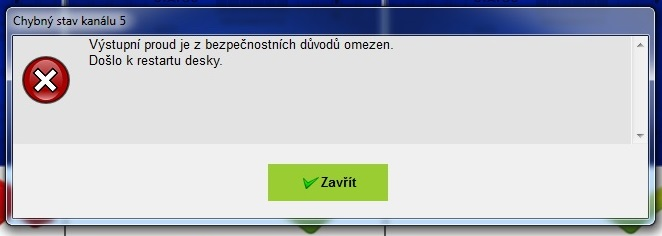 Chybný stav kanálu 5
Výstupní proud je z bezpečnostních důvodů omezen.
Došlo k restartu desky.
Zavřít